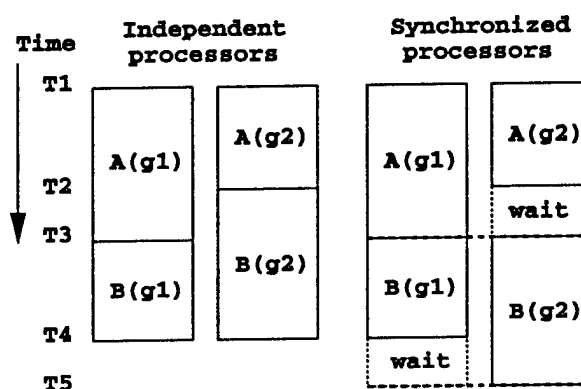 Independent processors
Synchronized processors
Time
T1
T2
T3
T4
T5
A(g1)
B(g1)
A(g2)
B(g2)
A(g1)
B(g1)
wait
A(g2)
wait
B(g2)